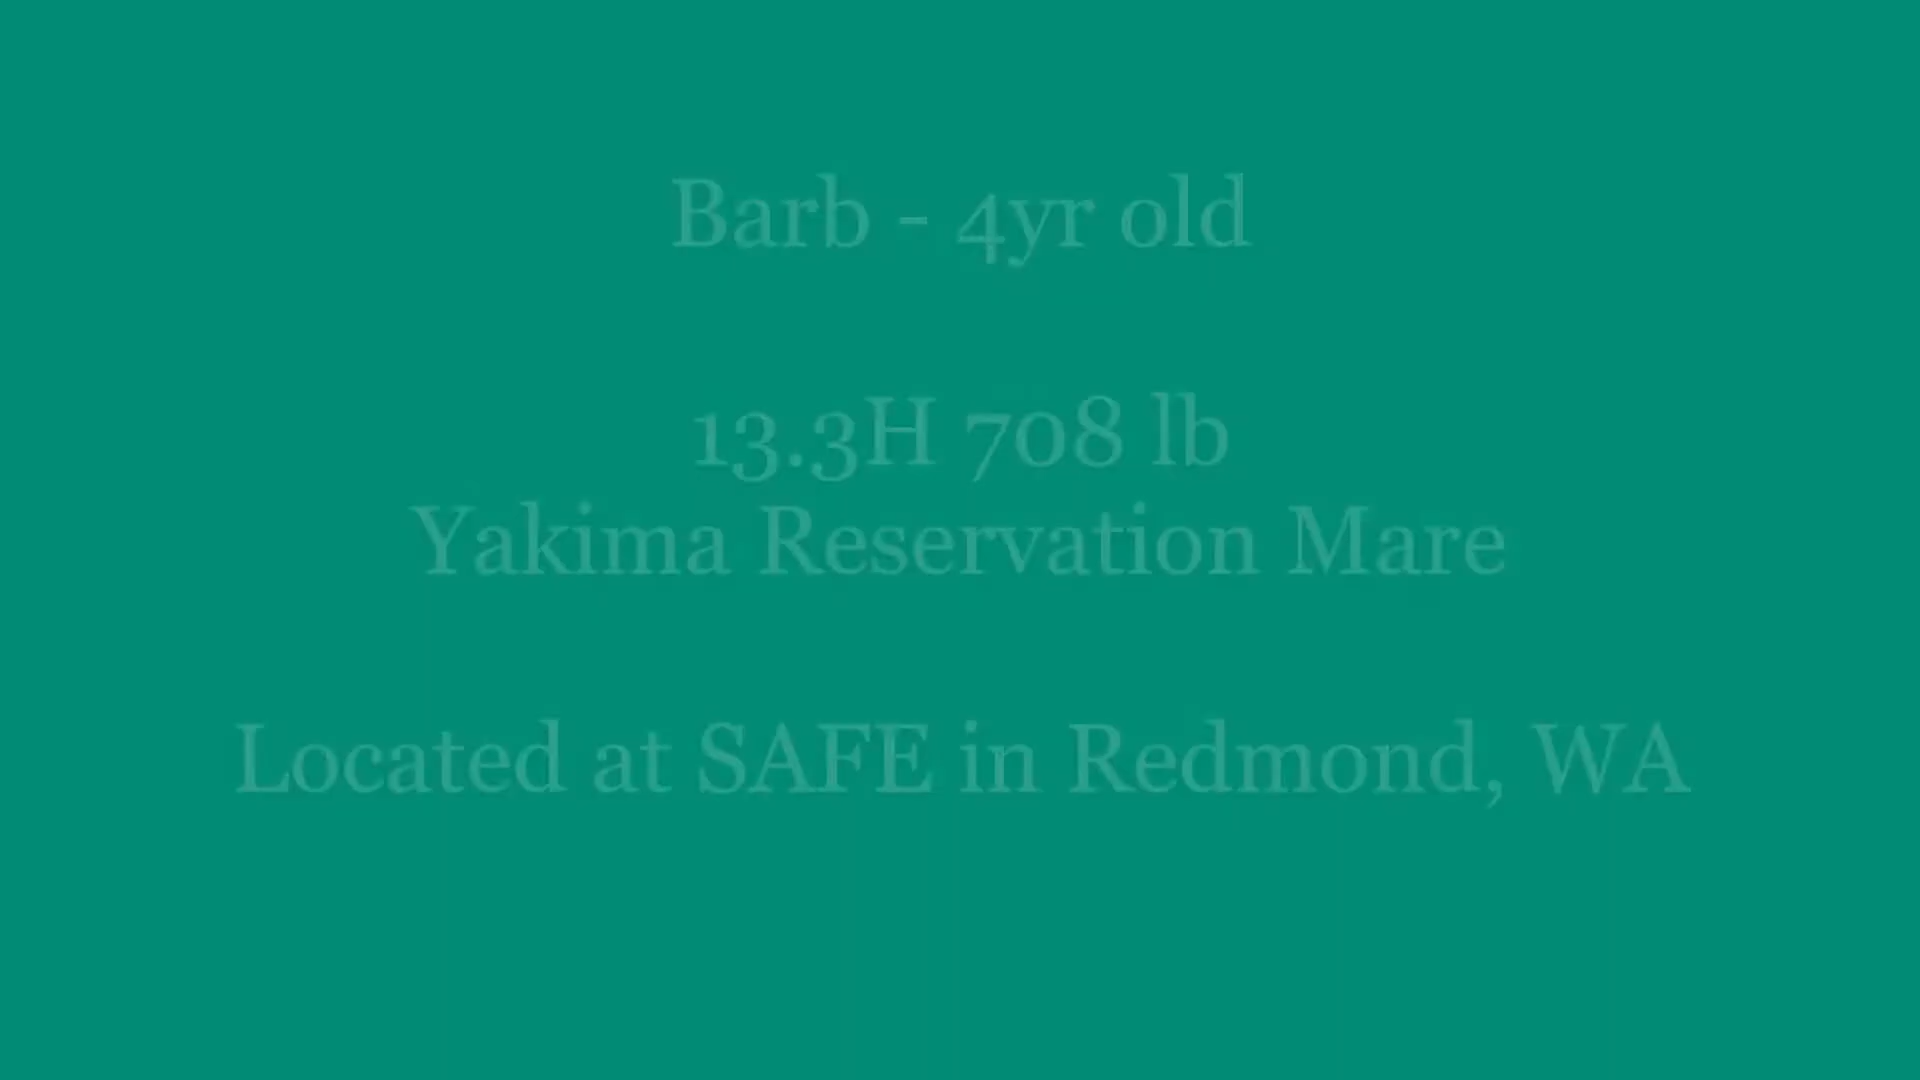 Barb - 4yr old
13.3H 708 lb
Yakima Reservation Mare
Located at SAFE in Redmond, WA